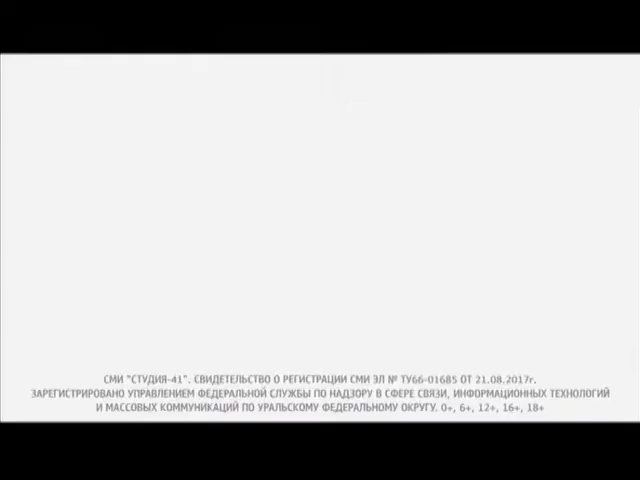 СМИ "СТУДИЯ-41". СВИДЕТЕЛЬСТВО О РЕГИСТРАЦИИ СМИ ЭЛ № ТУ66-01685 ОТ 21.08.2017г.
ЗАРЕГИСТРИРОВАНО УПРАВЛЕНИЕМ ФЕДЕРАЛЬНОЙ СЛУЖБЫ ПО НАДЗОРУ В СФЕРЕ СВЯЗИ, ИНФОРМАЦИОННЫХ ТЕХНОЛОГИЙ
И МАССОВЫХ КОММУНИКАЦИЙ ПО УРАЛЬСКОМУ ФЕДЕРАЛЬНОМУ ОКРУГУ. 0+, 6+, 12+, 16+, 18+